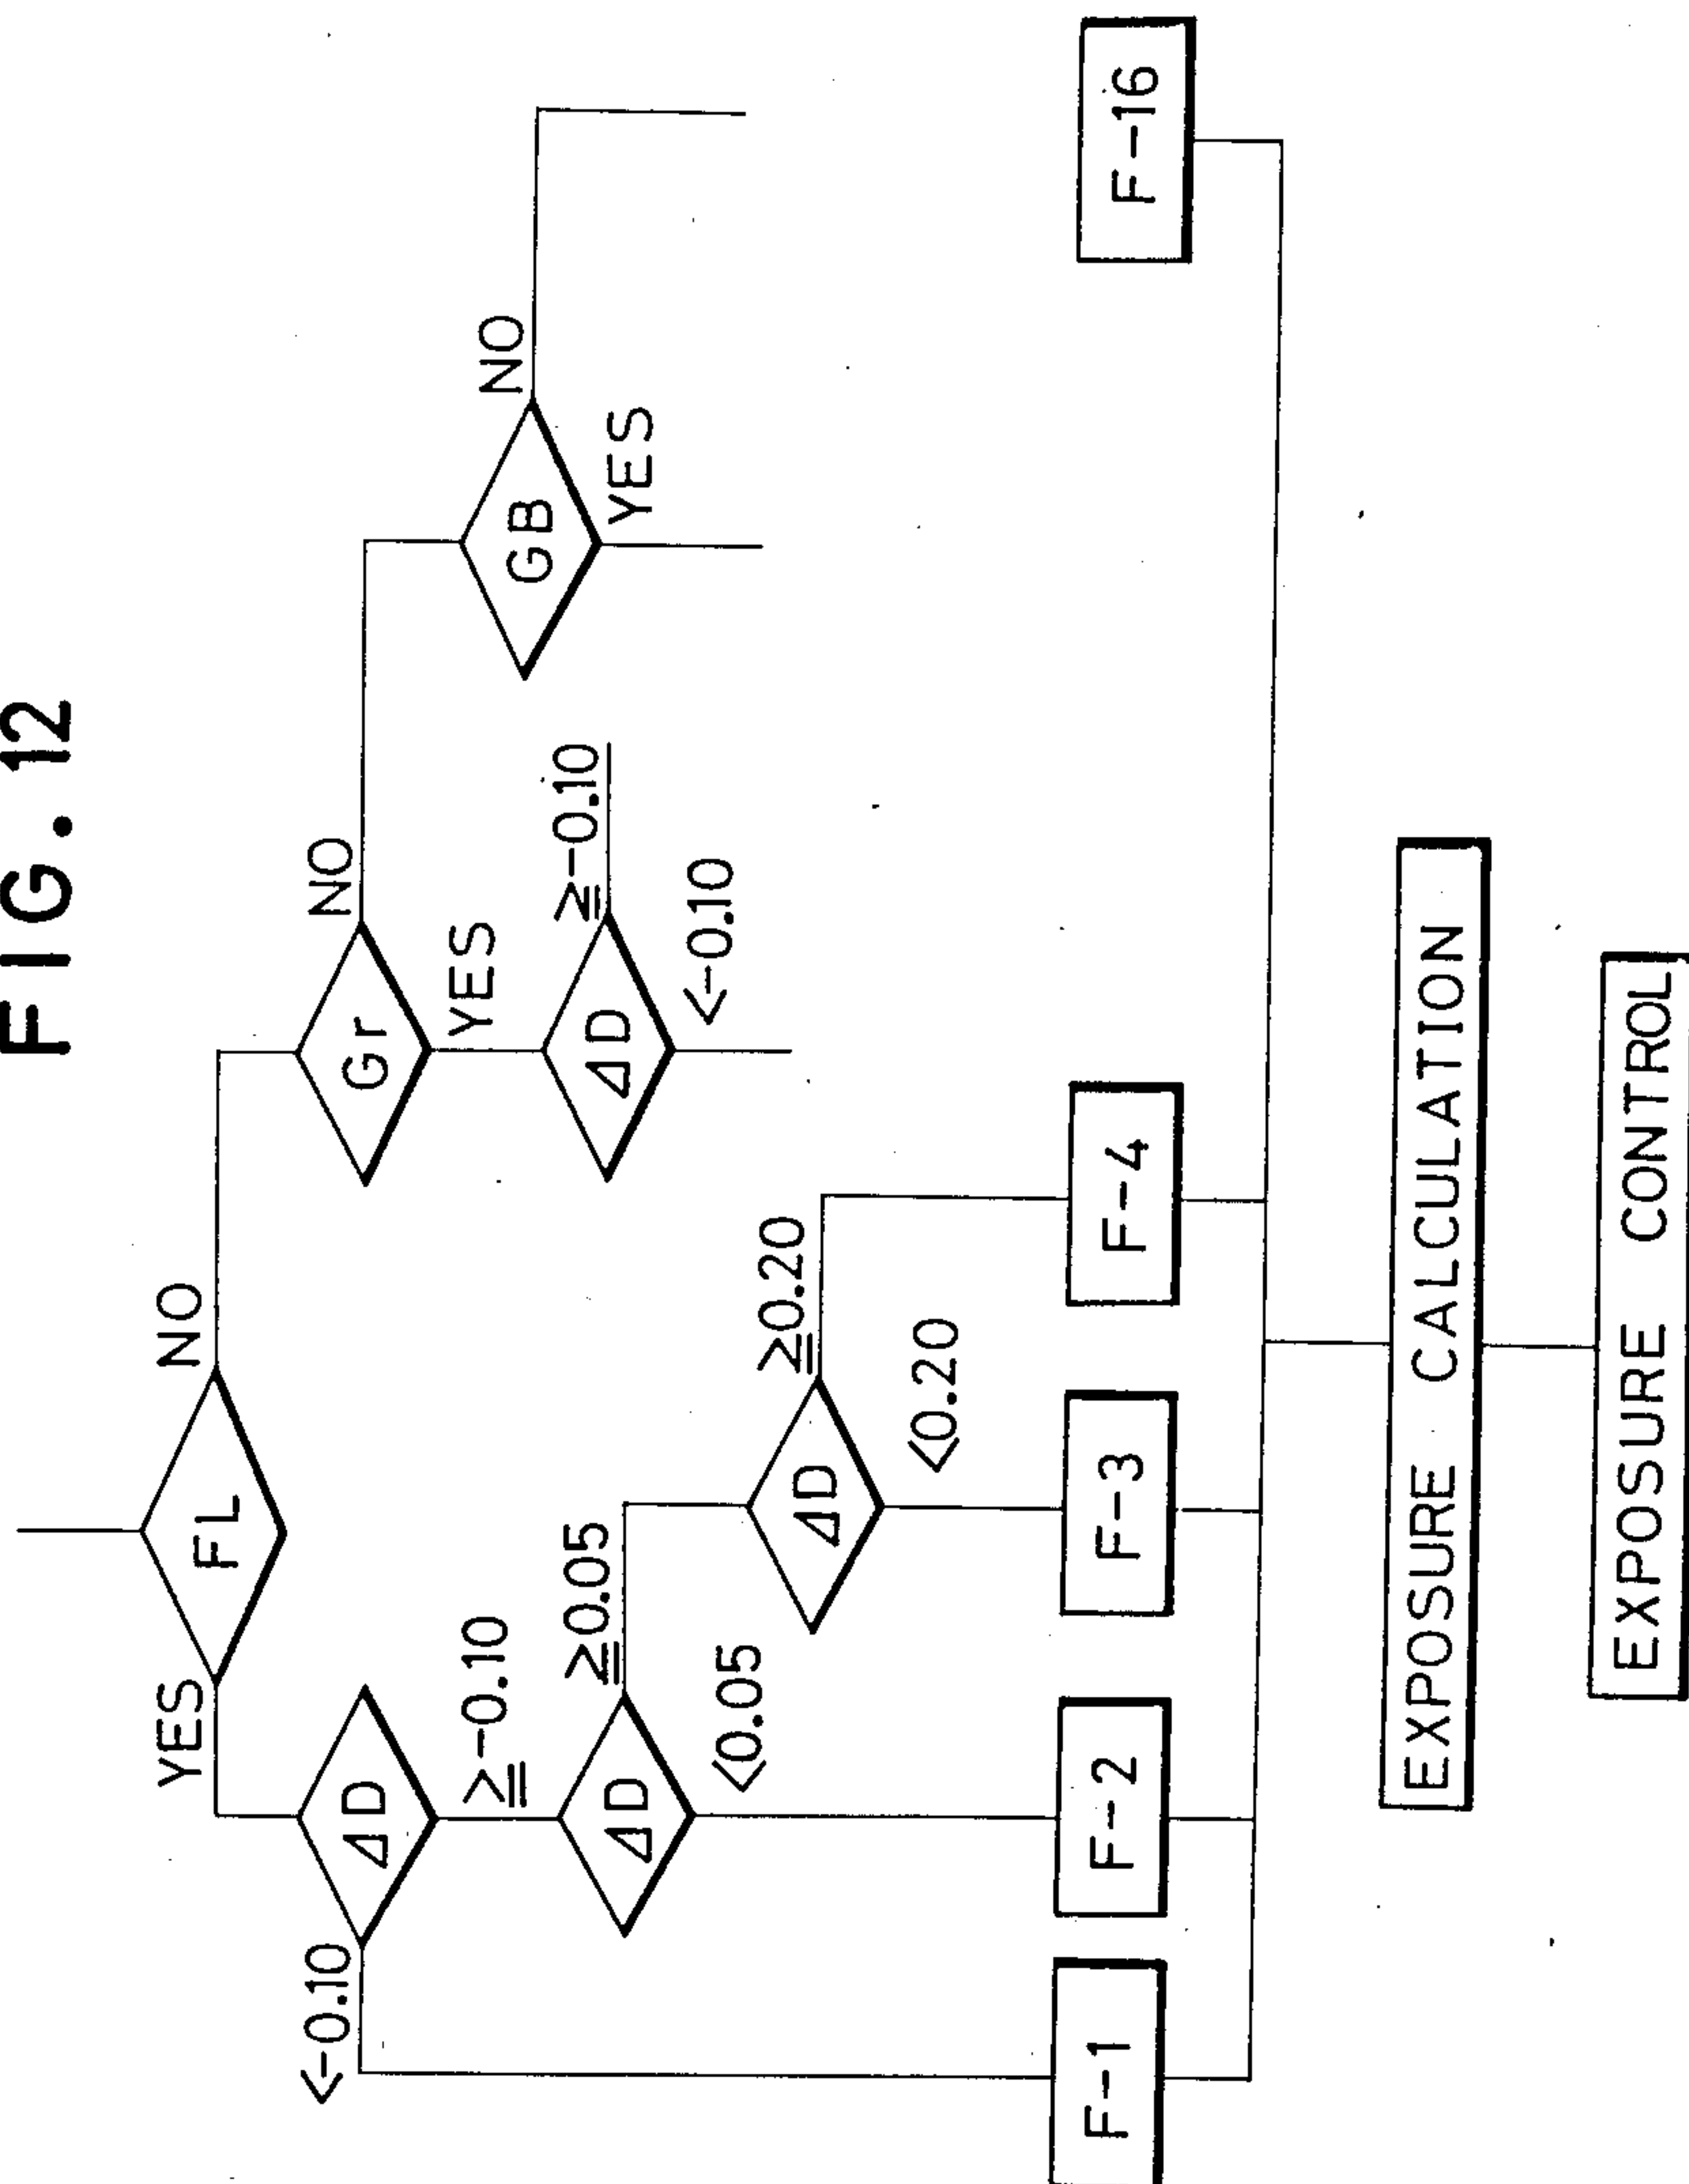 FIG. 12
FL
YES
NO
<-0.10
ΔD
≧-0.10
Gr
NO
YES
ΔD
≧0.05
<0.05
ΔD
≧-0.10
<-0.10
GB
NO
YES
ΔD
≧0.20
<0.20
F-1
F-2
F-3
F-4
F-16
EXPOSURE CALCULATION
EXPOSURE CONTROL